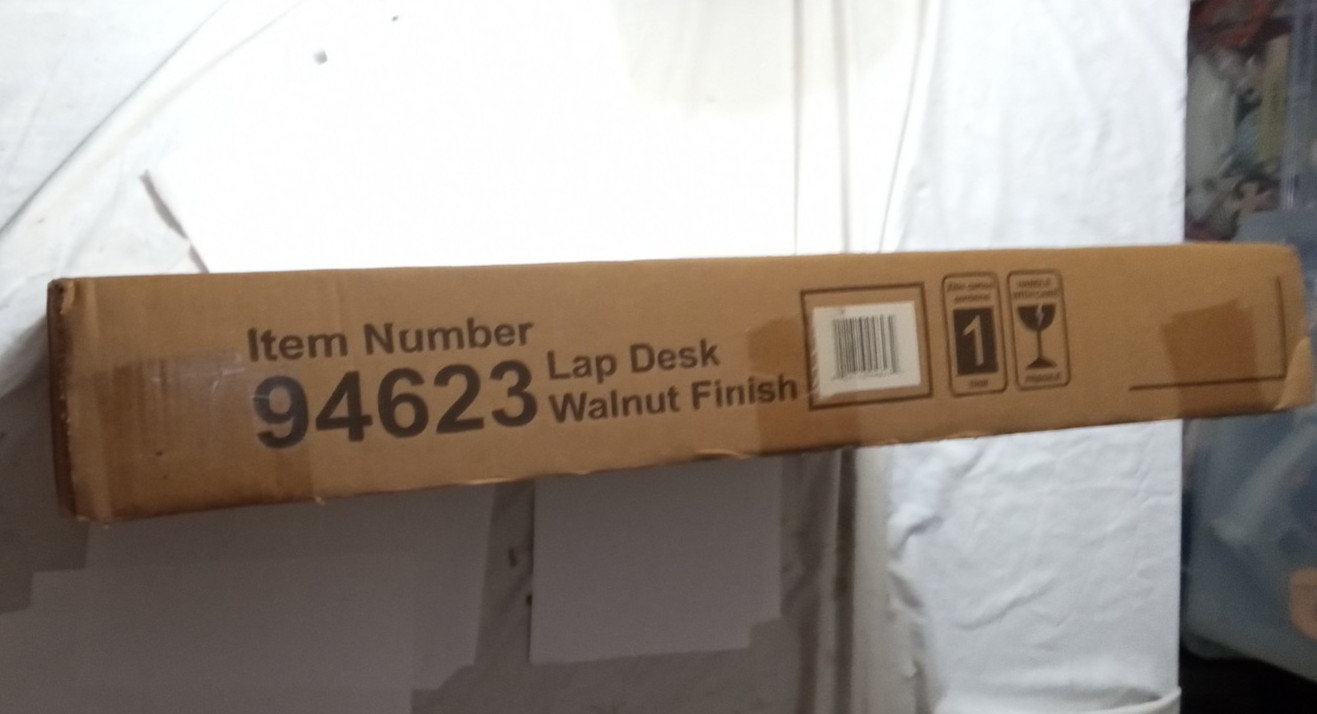 Item Number
94623
Lap Desk
Walnut Finish
1